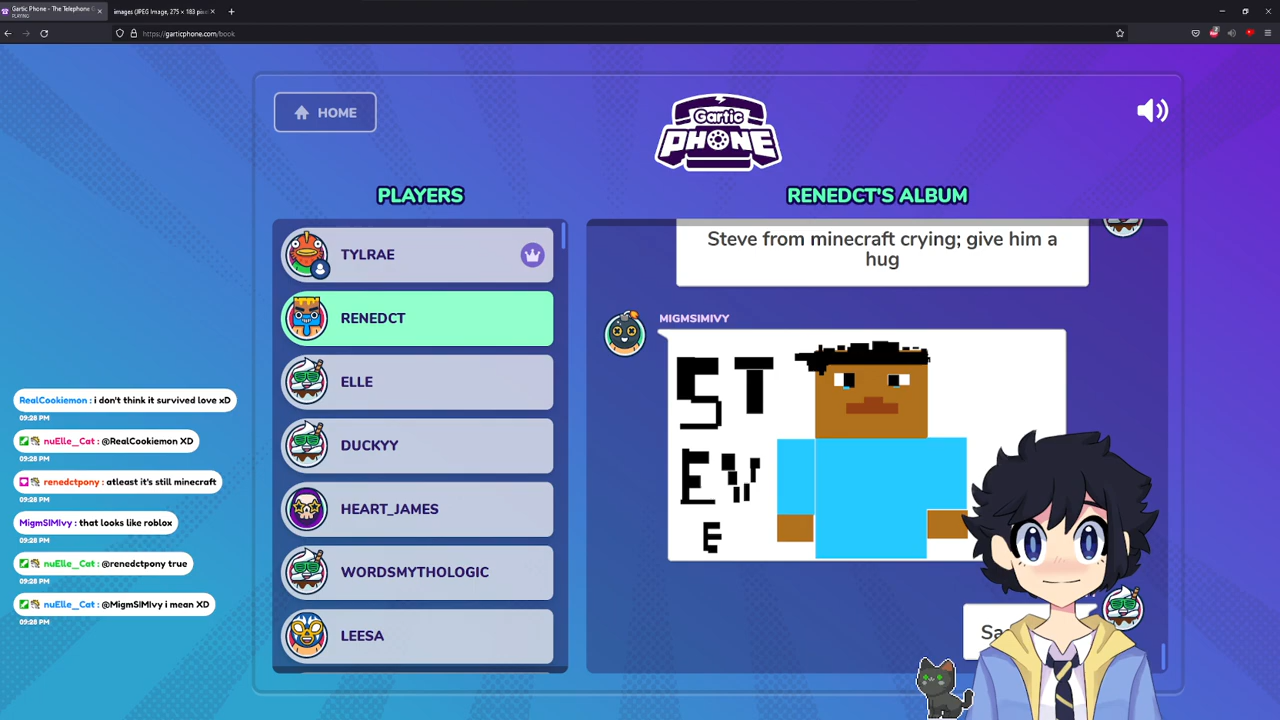 Gartic Phone - The Telephone
PLAYING
images (JPEG Image, 275 × 183 pixel
https://garticphone.com/book
HOME
Gartic
PHONE
PLAYERS
TYLRAE
RENEDCT
ELLE
DUCKYY
HEART_JAMES
WORDSMYTHOLOGIC
LEESA
RENEDCT'S ALBUM
Steve from minecraft crying; give him a
hug
MIGMSIMIVY
ST
EV
E
Sa
RealCookiemon : i don't think it survived love xD
09:28 PM
nuElle_Cat : @RealCookiemon XD
09:28 PM
renedctpony : atleast it's still minecraft
09:28 PM
MigmSIMIvy : that looks like roblox
09:28 PM
nuElle_Cat : @renedctpony true
09:28 PM
nuElle_Cat : @MigmSIMIvy i mean XD
09:28 PM